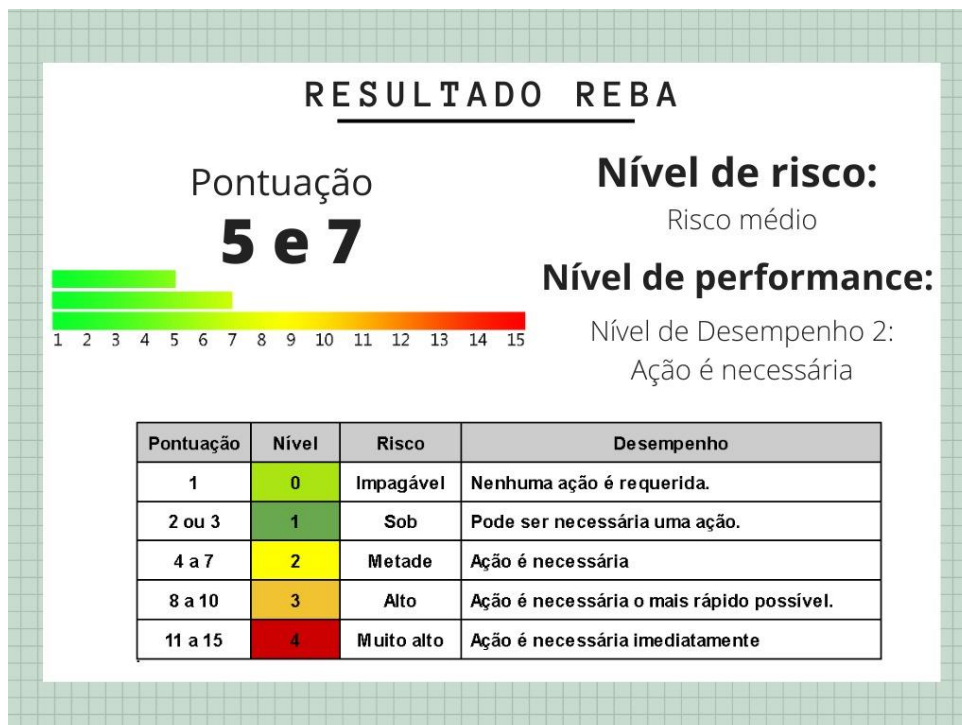 RESULTADO REBA
Pontuação
5 e 7
1 2 3 4 5 6 7 8 9 10 11 12 13 14 15
Nível de risco:
Risco médio
Nível de performance:
Nível de Desempenho 2:
Ação é necessária
Pontuação Nível Risco Desempenho
1 0 Impagável Nenhuma ação é requerida.
2 ou 3 1 Sob Pode ser necessária uma ação.
4 a 7 2 Metade Ação é necessária
8 a 10 3 Alto Ação é necessária o mais rápido possível.
11 a 15 4 Muito alto Ação é necessária imediatamente